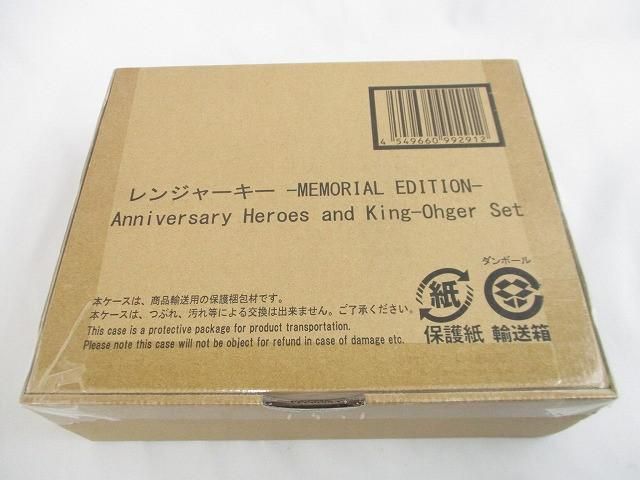 4 549660 992912
レンジャーキー -MEMORIAL EDITION-
Anniversary Heroes and King-Ohger Set
ダンボール
紙
保護紙 輸送箱
本ケースは、商品輸送用の保護梱包材です。
本ケースは、つぶれ、汚れ等による交換は出来ません。ご了承ください。
This case is a protective package for product transportation.
Please note this case will not be object for refund in case of damage etc.